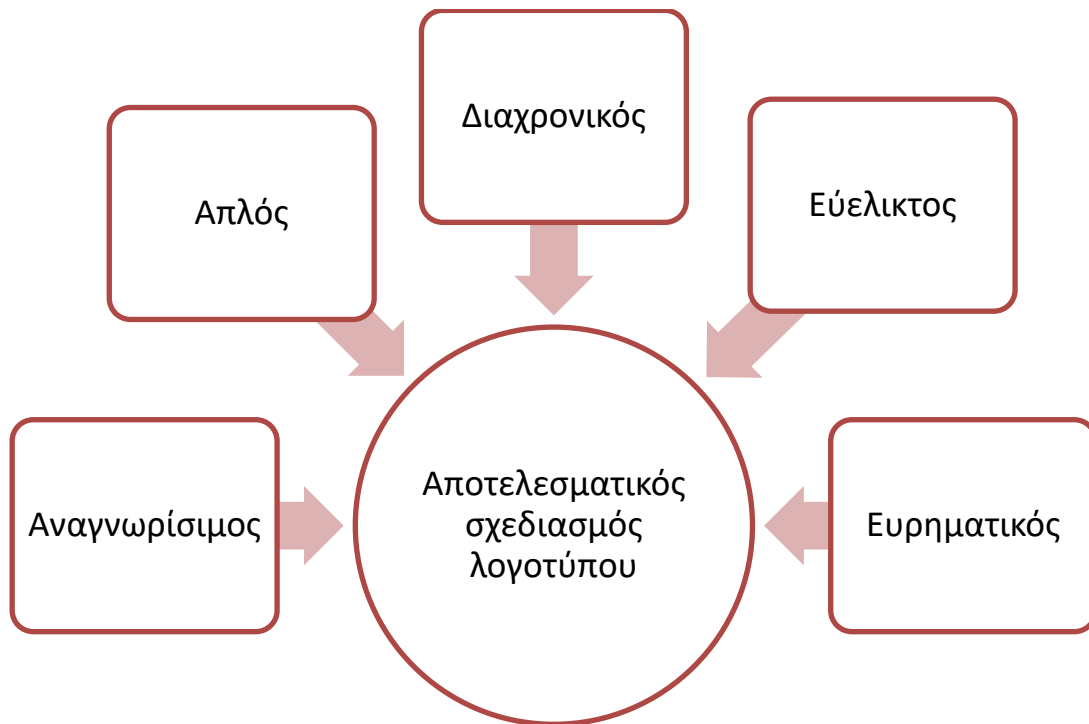 Διαχρονικός
Απλός
Εύελικτος
Αναγνωρίσιμος
Αποτελεσματικός
σχεδιασμός
λογοτύπου
Ευρηματικός